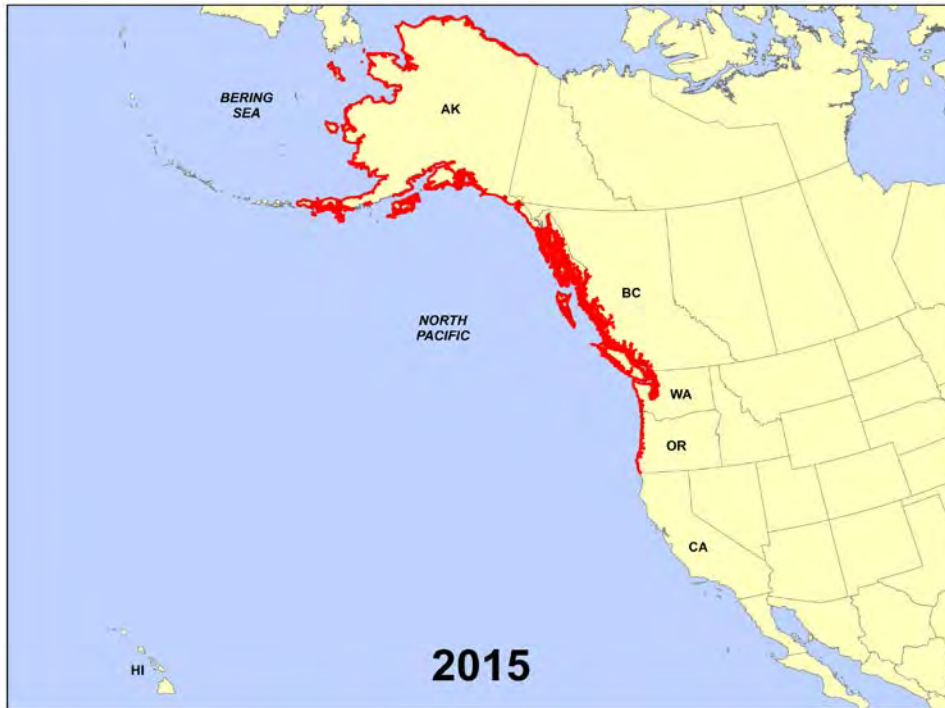 BERING
SEA
AK
NORTH
PACIFIC
BC
WA
OR
CA
HI
2015